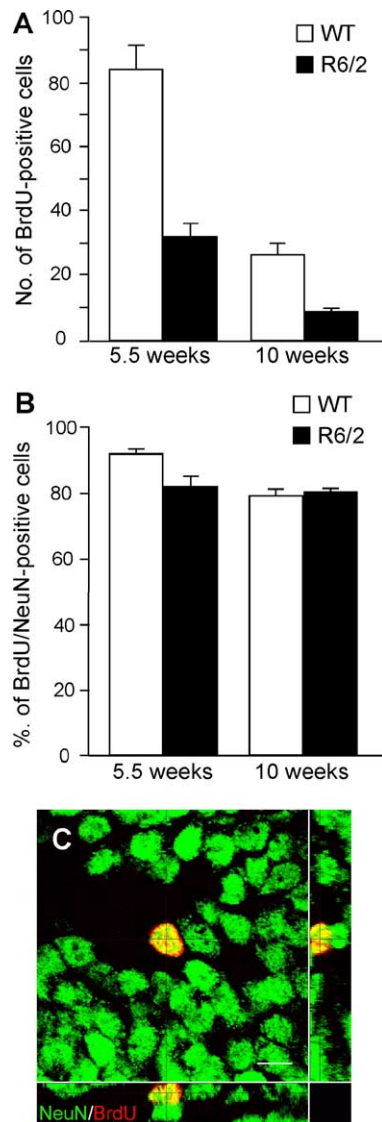 A
WT
R6/2
No. of BrdU-positive cells
80
60
40
20
0
5.5 weeks
10 weeks
B
WT
R6/2
%. of BrdU/NeuN-positive cells
100
80
60
40
20
0
5.5 weeks
10 weeks
C
NeuN/BrdU